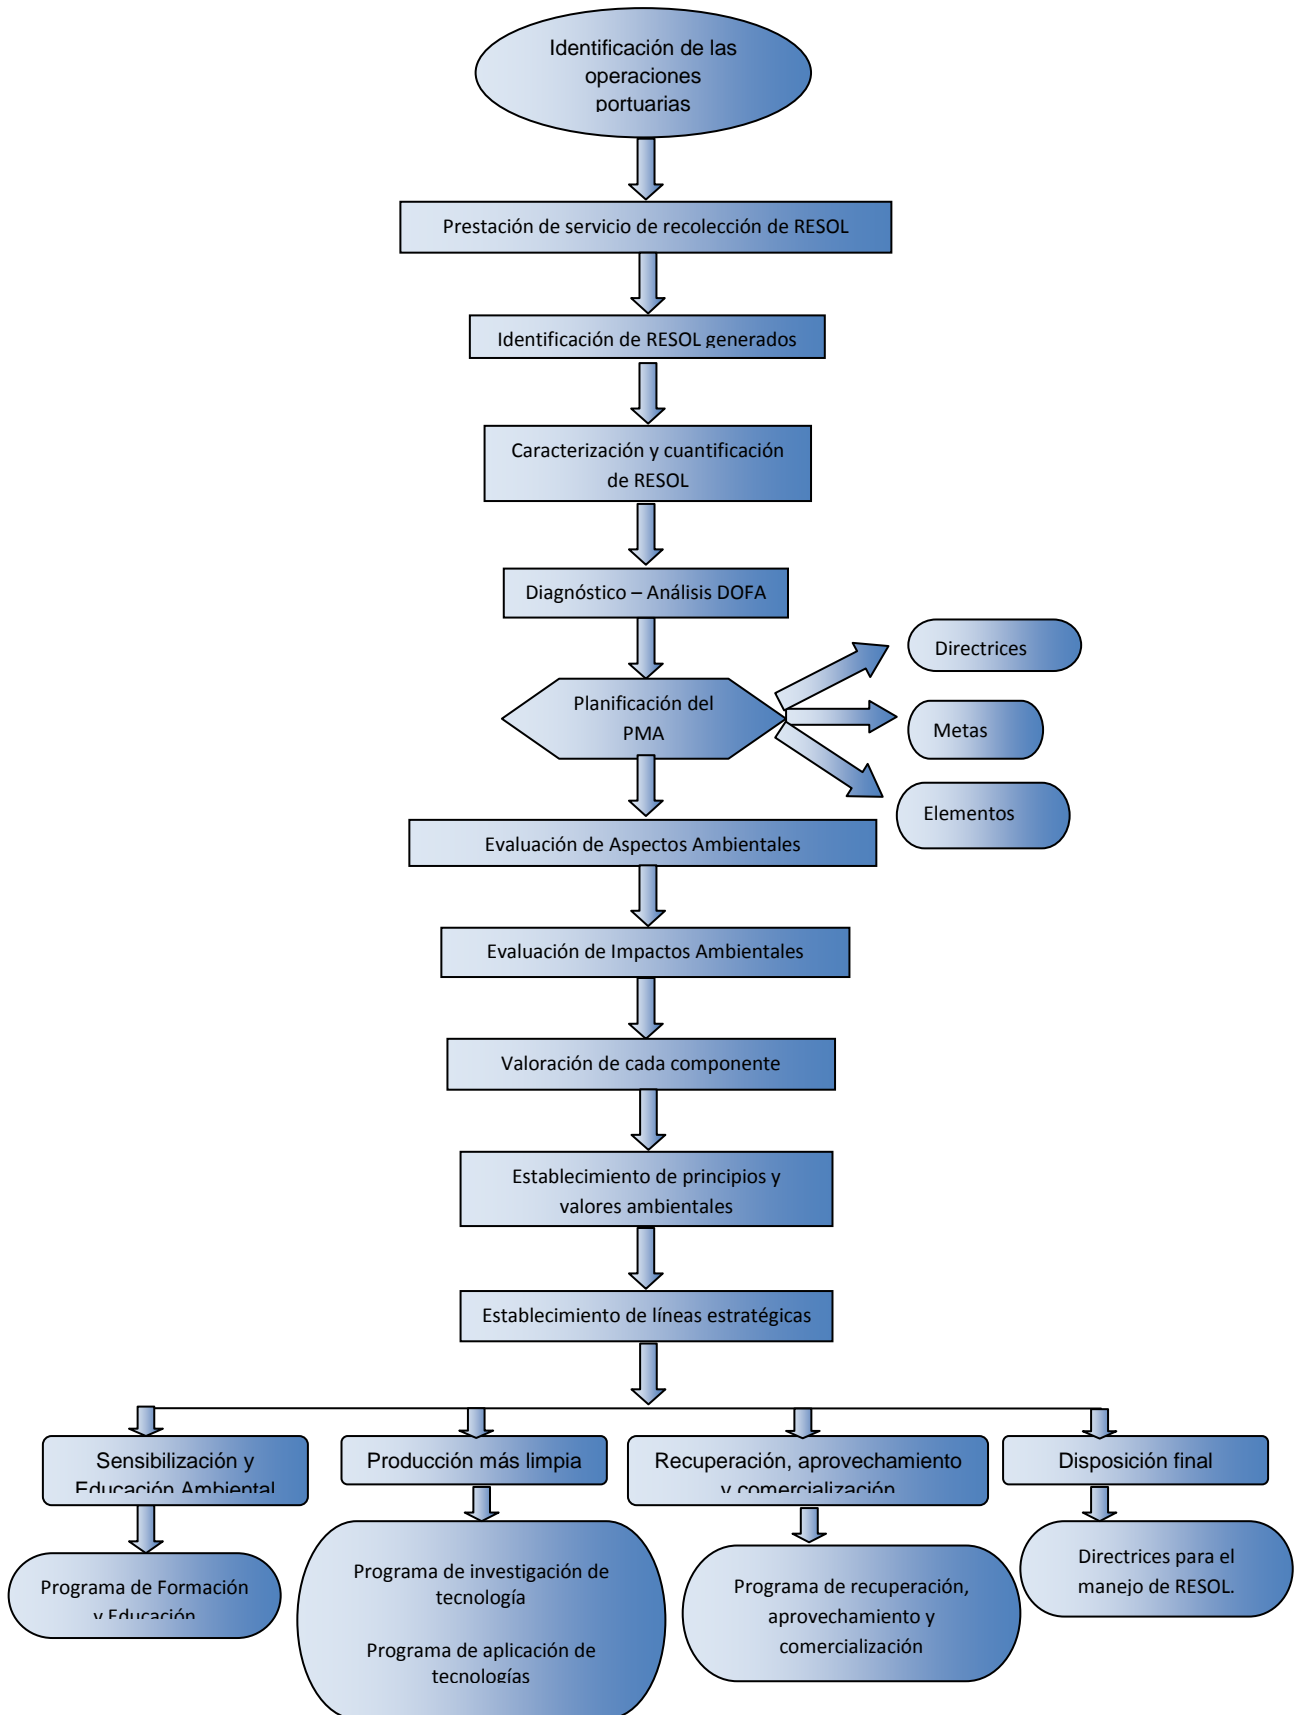 Identificación de las
operaciones
portuarias
Prestación de servicio de recolección de RESOL
Identificación de RESOL generados
Caracterización y cuantificación
de RESOL
Diagnóstico – Análisis DOFA
Directrices
Planificación del
PMA
Metas
Elementos
Evaluación de Aspectos Ambientales
Evaluación de Impactos Ambientales
Valoración de cada componente
Establecimiento de principios y
valores ambientales
Establecimiento de líneas estratégicas
Sensibilización y
Educación Ambiental
Producción más limpia
Recuperación, aprovechamiento
y comercialización
Disposición final
Programa de Formación
y Educación
Programa de investigación de
tecnología
Programa de aplicación de
tecnologías
Programa de recuperación,
aprovechamiento y
comercialización
Directrices para el
manejo de RESOL.